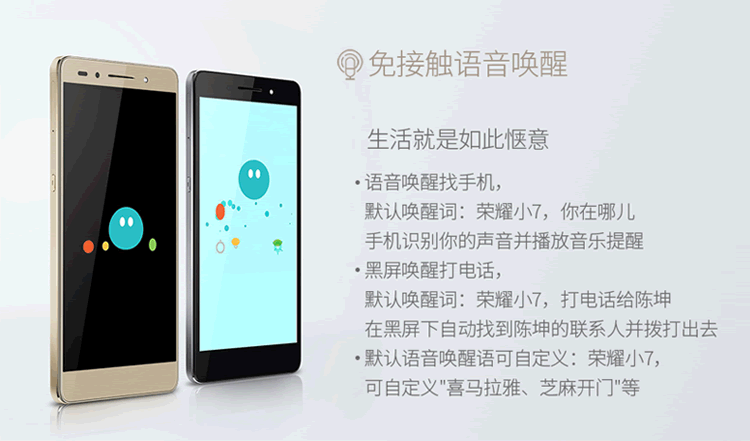 免接触语音唤醒
生活就是如此惬意
•语音唤醒找手机，
默认唤醒词：荣耀小7，你在哪儿
手机识别你的声音并播放音乐提醒
•黑屏唤醒打电话，
默认唤醒词：荣耀小7，打电话给陈坤
在黑屏下自动找到陈坤的联系人并拨打出去
•默认语音唤醒语可自定义：荣耀小7，
可自定义"喜马拉雅、芝麻开门"等